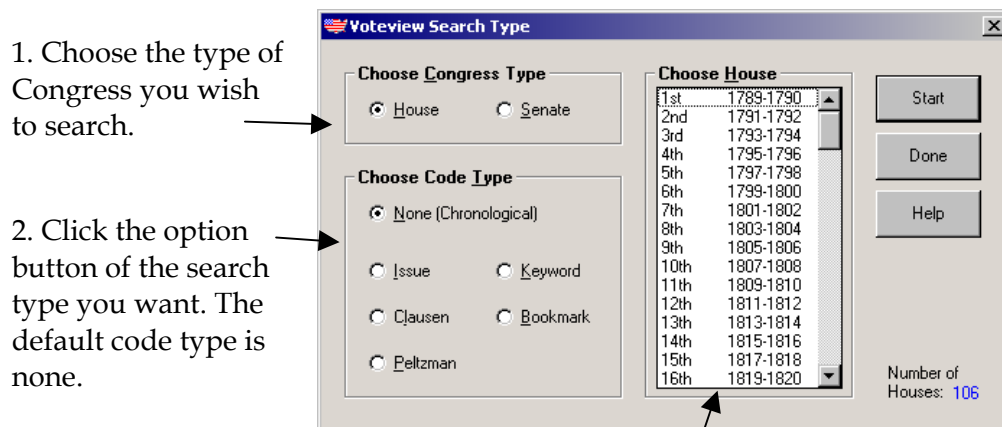 Voteview Search Type
1. Choose the type of
Congress you wish
to search.
2. Click the option
button of the search
type you want. The
default code type is
none.
Choose Congress Type
House
Senate
Choose Code Type
None (Chronological)
Issue
Keyword
Clausen
Bookmark
Peltzman
Choose House
1st 1789-1790
2nd 1791-1792
3rd 1793-1794
4th 1795-1796
5th 1797-1798
6th 1799-1800
7th 1801-1802
8th 1803-1804
9th 1805-1806
10th 1807-1808
11th 1809-1810
12th 1811-1812
13th 1813-1814
14th 1815-1816
15th 1817-1818
16th 1819-1820
Start
Done
Help
Number of
Houses: 106